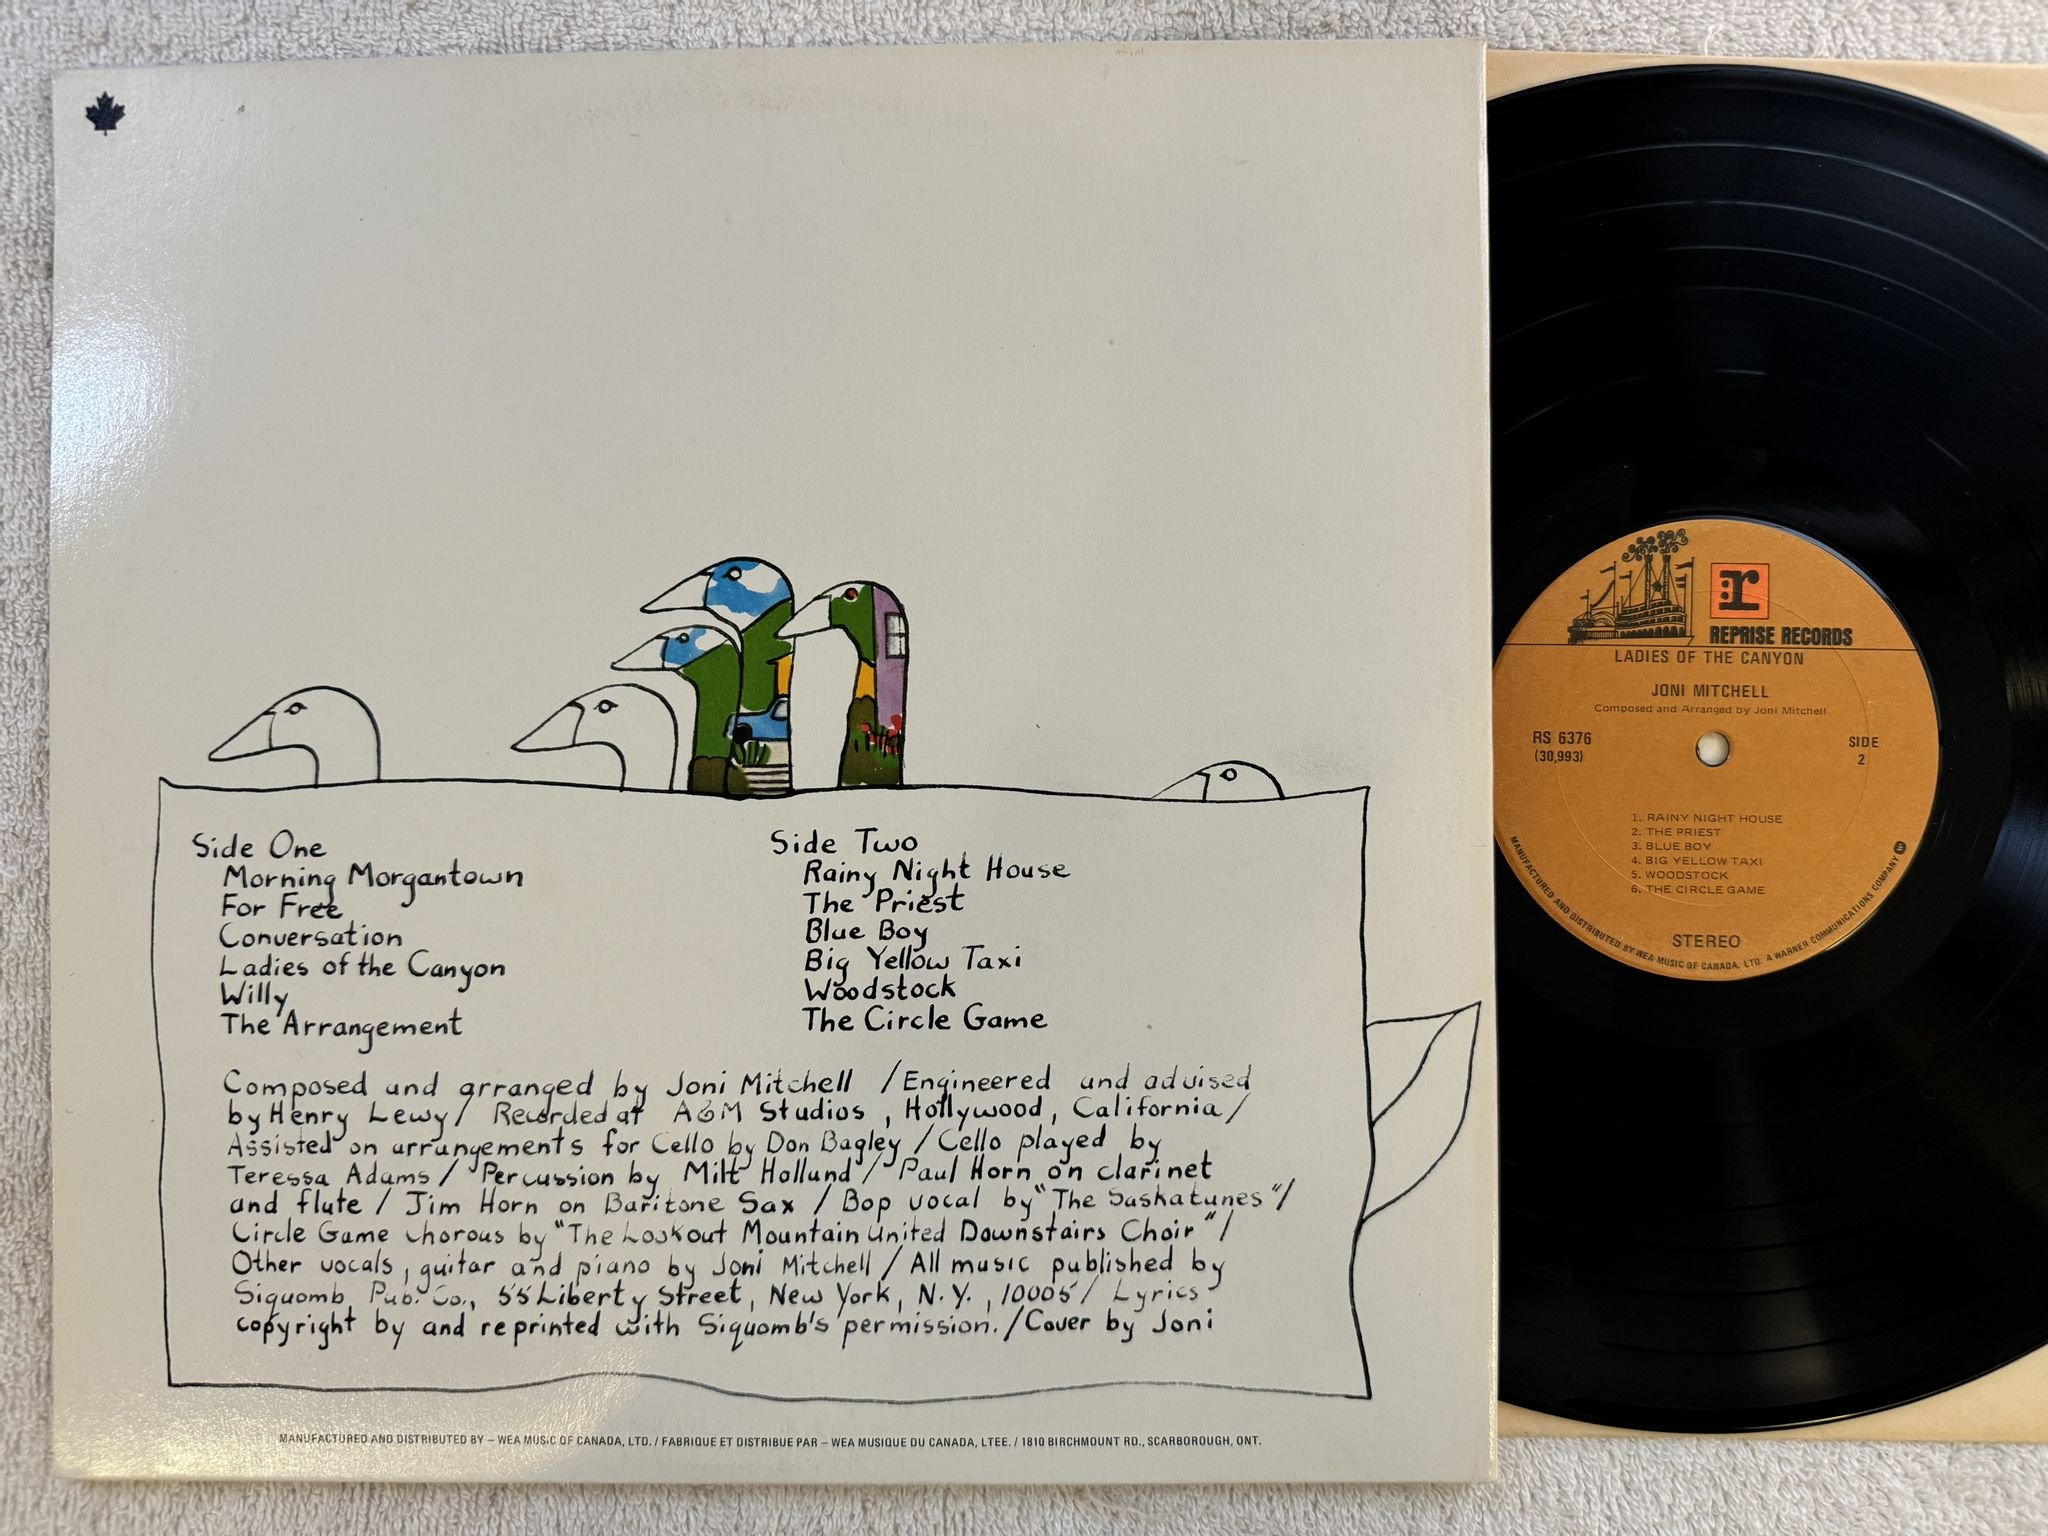 Side One
Morning Morgantown
For Free
Conversation
Ladies of the Canyon
Willy
The Arrangement
Side Two
Rainy Night House
The Priest
Blue Boy
Big Yellow Taxi
Woodstock
The Circle Game
Composed and arranged by Joni Mitchell / Engineered and advised
by Henry Lewy / Recorded at A&M Studios, Hollywood, California /
Assisted on arrangements for Cello by Don Bagley / Cello played by
Teressa Adams / Percussion by Milt Holland / Paul Horn on clarinet
and flute / Jim Horn on Baritone Sax / Bop vocal by "The Saskatunes" /
Circle Game chorous by "The Lookout Mountain United Downstairs Choir" /
Other vocals, guitar and piano by Joni Mitchell / All music published by
Siquomb Pub. Co., 55 Liberty Street, New York, N.Y., 10005 / Lyrics
copyright by and reprinted with Siquomb's permission. / Cover by Joni
MANUFACTURED AND DISTRIBUTED BY – WEA MUSIC OF CANADA, LTD. / FABRIQUE ET DISTRIBUE PAR – WEA MUSIQUE DU CANADA, LTEE. / 1810 BIRCHMOUNT RD., SCARBOROUGH, ONT.
:r
REPRISE RECORDS
LADIES OF THE CANYON
JONI MITCHELL
Composed and Arranged by Joni Mitchell
RS 6376
(30,993)
SIDE
2
1. RAINY NIGHT HOUSE
2. THE PRIEST
3. BLUE BOY
4. BIG YELLOW TAXI
5. WOODSTOCK
6. THE CIRCLE GAME
STEREO
MANUFACTURED AND DISTRIBUTED BY WEA MUSIC OF CANADA, LTD. A WARNER COMMUNICATIONS COMPANY